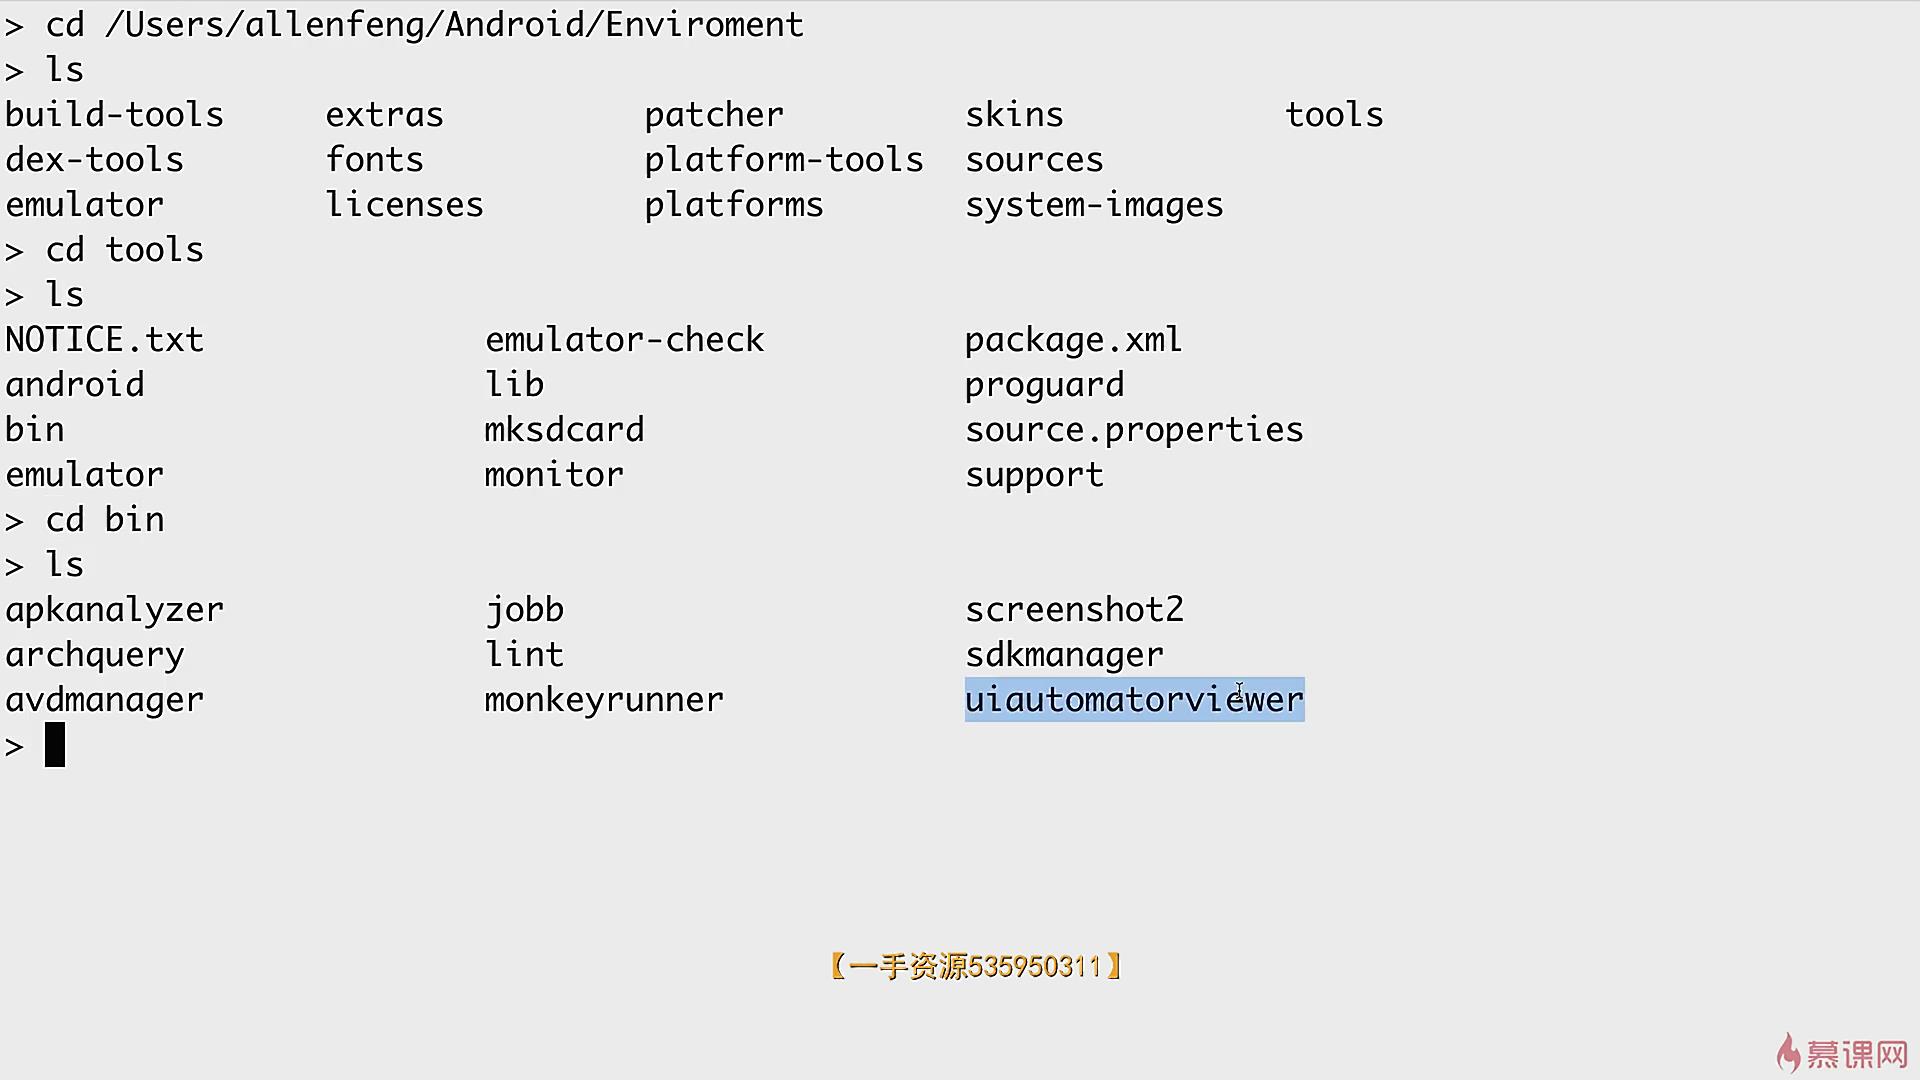 > cd /Users/allenfeng/Android/Enviroment
> ls
build-tools extras patcher skins tools
dex-tools fonts platform-tools sources
emulator licenses platforms system-images
> cd tools
> ls
NOTICE.txt emulator-check package.xml
android lib proguard
bin mksdcard source.properties
emulator monitor support
> cd bin
> ls
apkanalyzer jobb screenshot2
archquery lint sdkmanager
avdmanager monkeyrunner uiautomatorviewer
>
【一手资源535950311】
慕课网